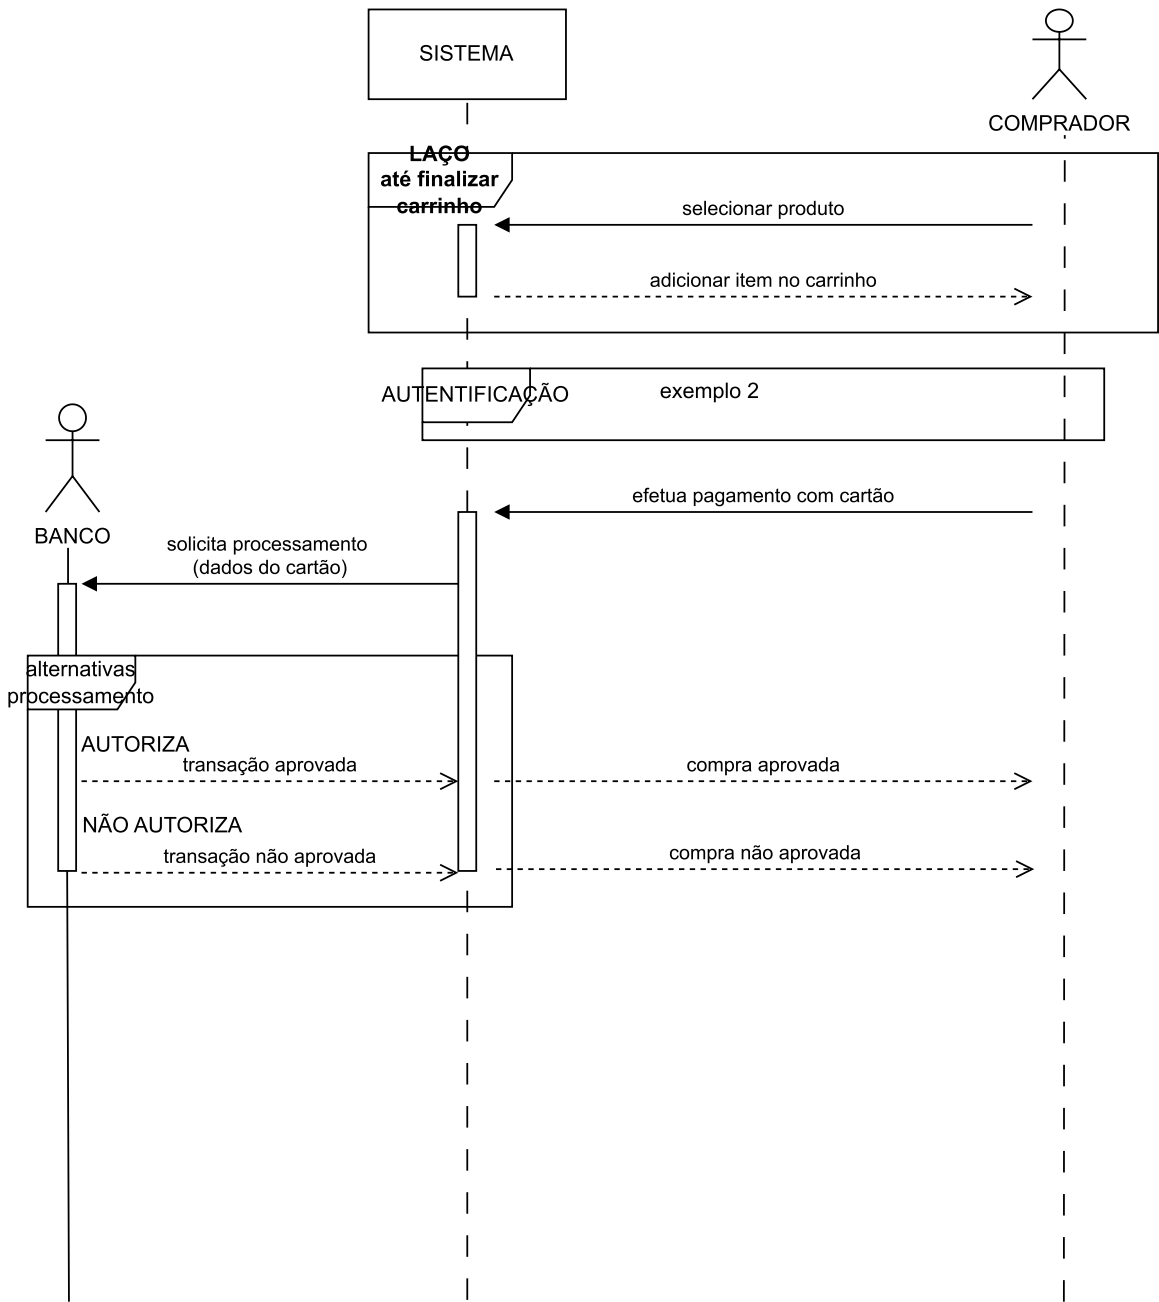 SISTEMA
COMPRADOR
LAÇO
até finalizar
carrinho
selecionar produto
adicionar item no carrinho
AUTENTIFICAÇÃO
exemplo 2
efetua pagamento com cartão
BANCO
solicita processamento
(dados do cartão)
alternativas
processamento
AUTORIZA
transação aprovada
compra aprovada
NÃO AUTORIZA
transação não aprovada
compra não aprovada